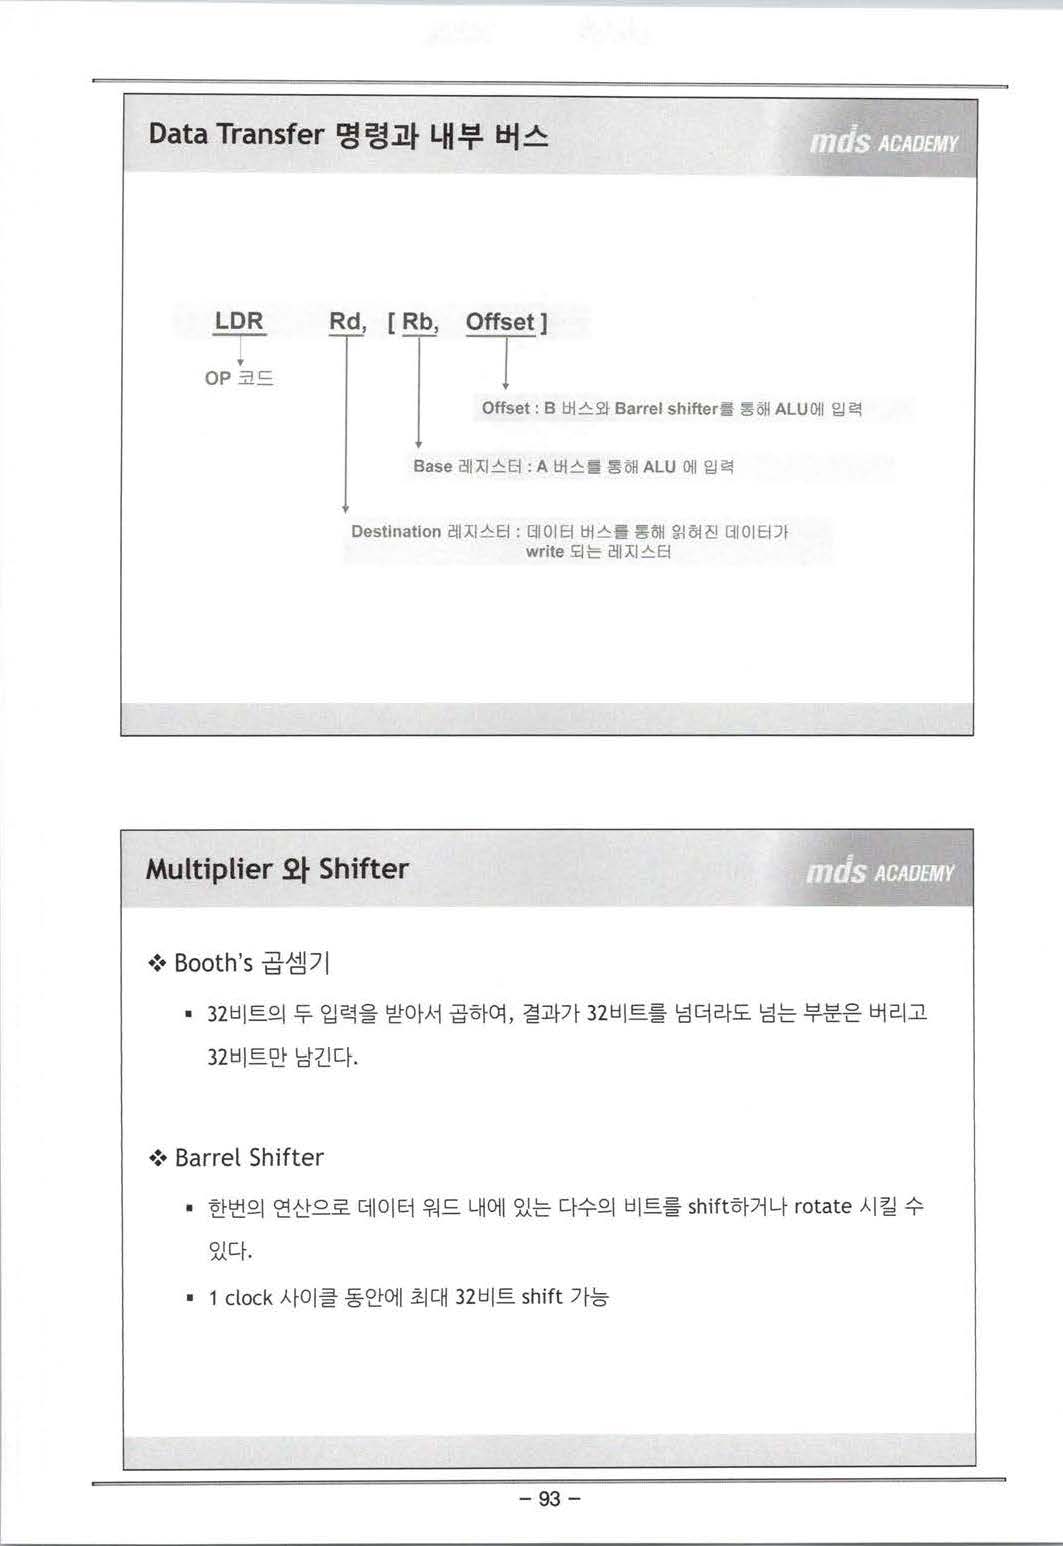 Data Transfer 명령과 내부 버스
mds ACADEMY
LDR Rd, [ Rb, Offset ]
OP 코드
Offset : B 버스와 Barrel shifter를 통해 ALU에 입력
Base 레지스터 : A 버스를 통해 ALU 에 입력
Destination 레지스터 : 데이터 버스를 통해 읽혀진 데이터가
write 되는 레지스터
Multiplier 와 Shifter
mds ACADEMY
❖ Booth's 곱셈기
▪ 32비트의 두 입력을 받아서 곱하여, 결과가 32비트를 넘더라도 넘는 부분은 버리고
32비트만 남긴다.
❖ Barrel Shifter
▪ 한번의 연산으로 데이터 워드 내에 있는 다수의 비트를 shift하거나 rotate 시킬 수
있다.
▪ 1 clock 사이클 동안에 최대 32비트 shift 가능
- 93 -